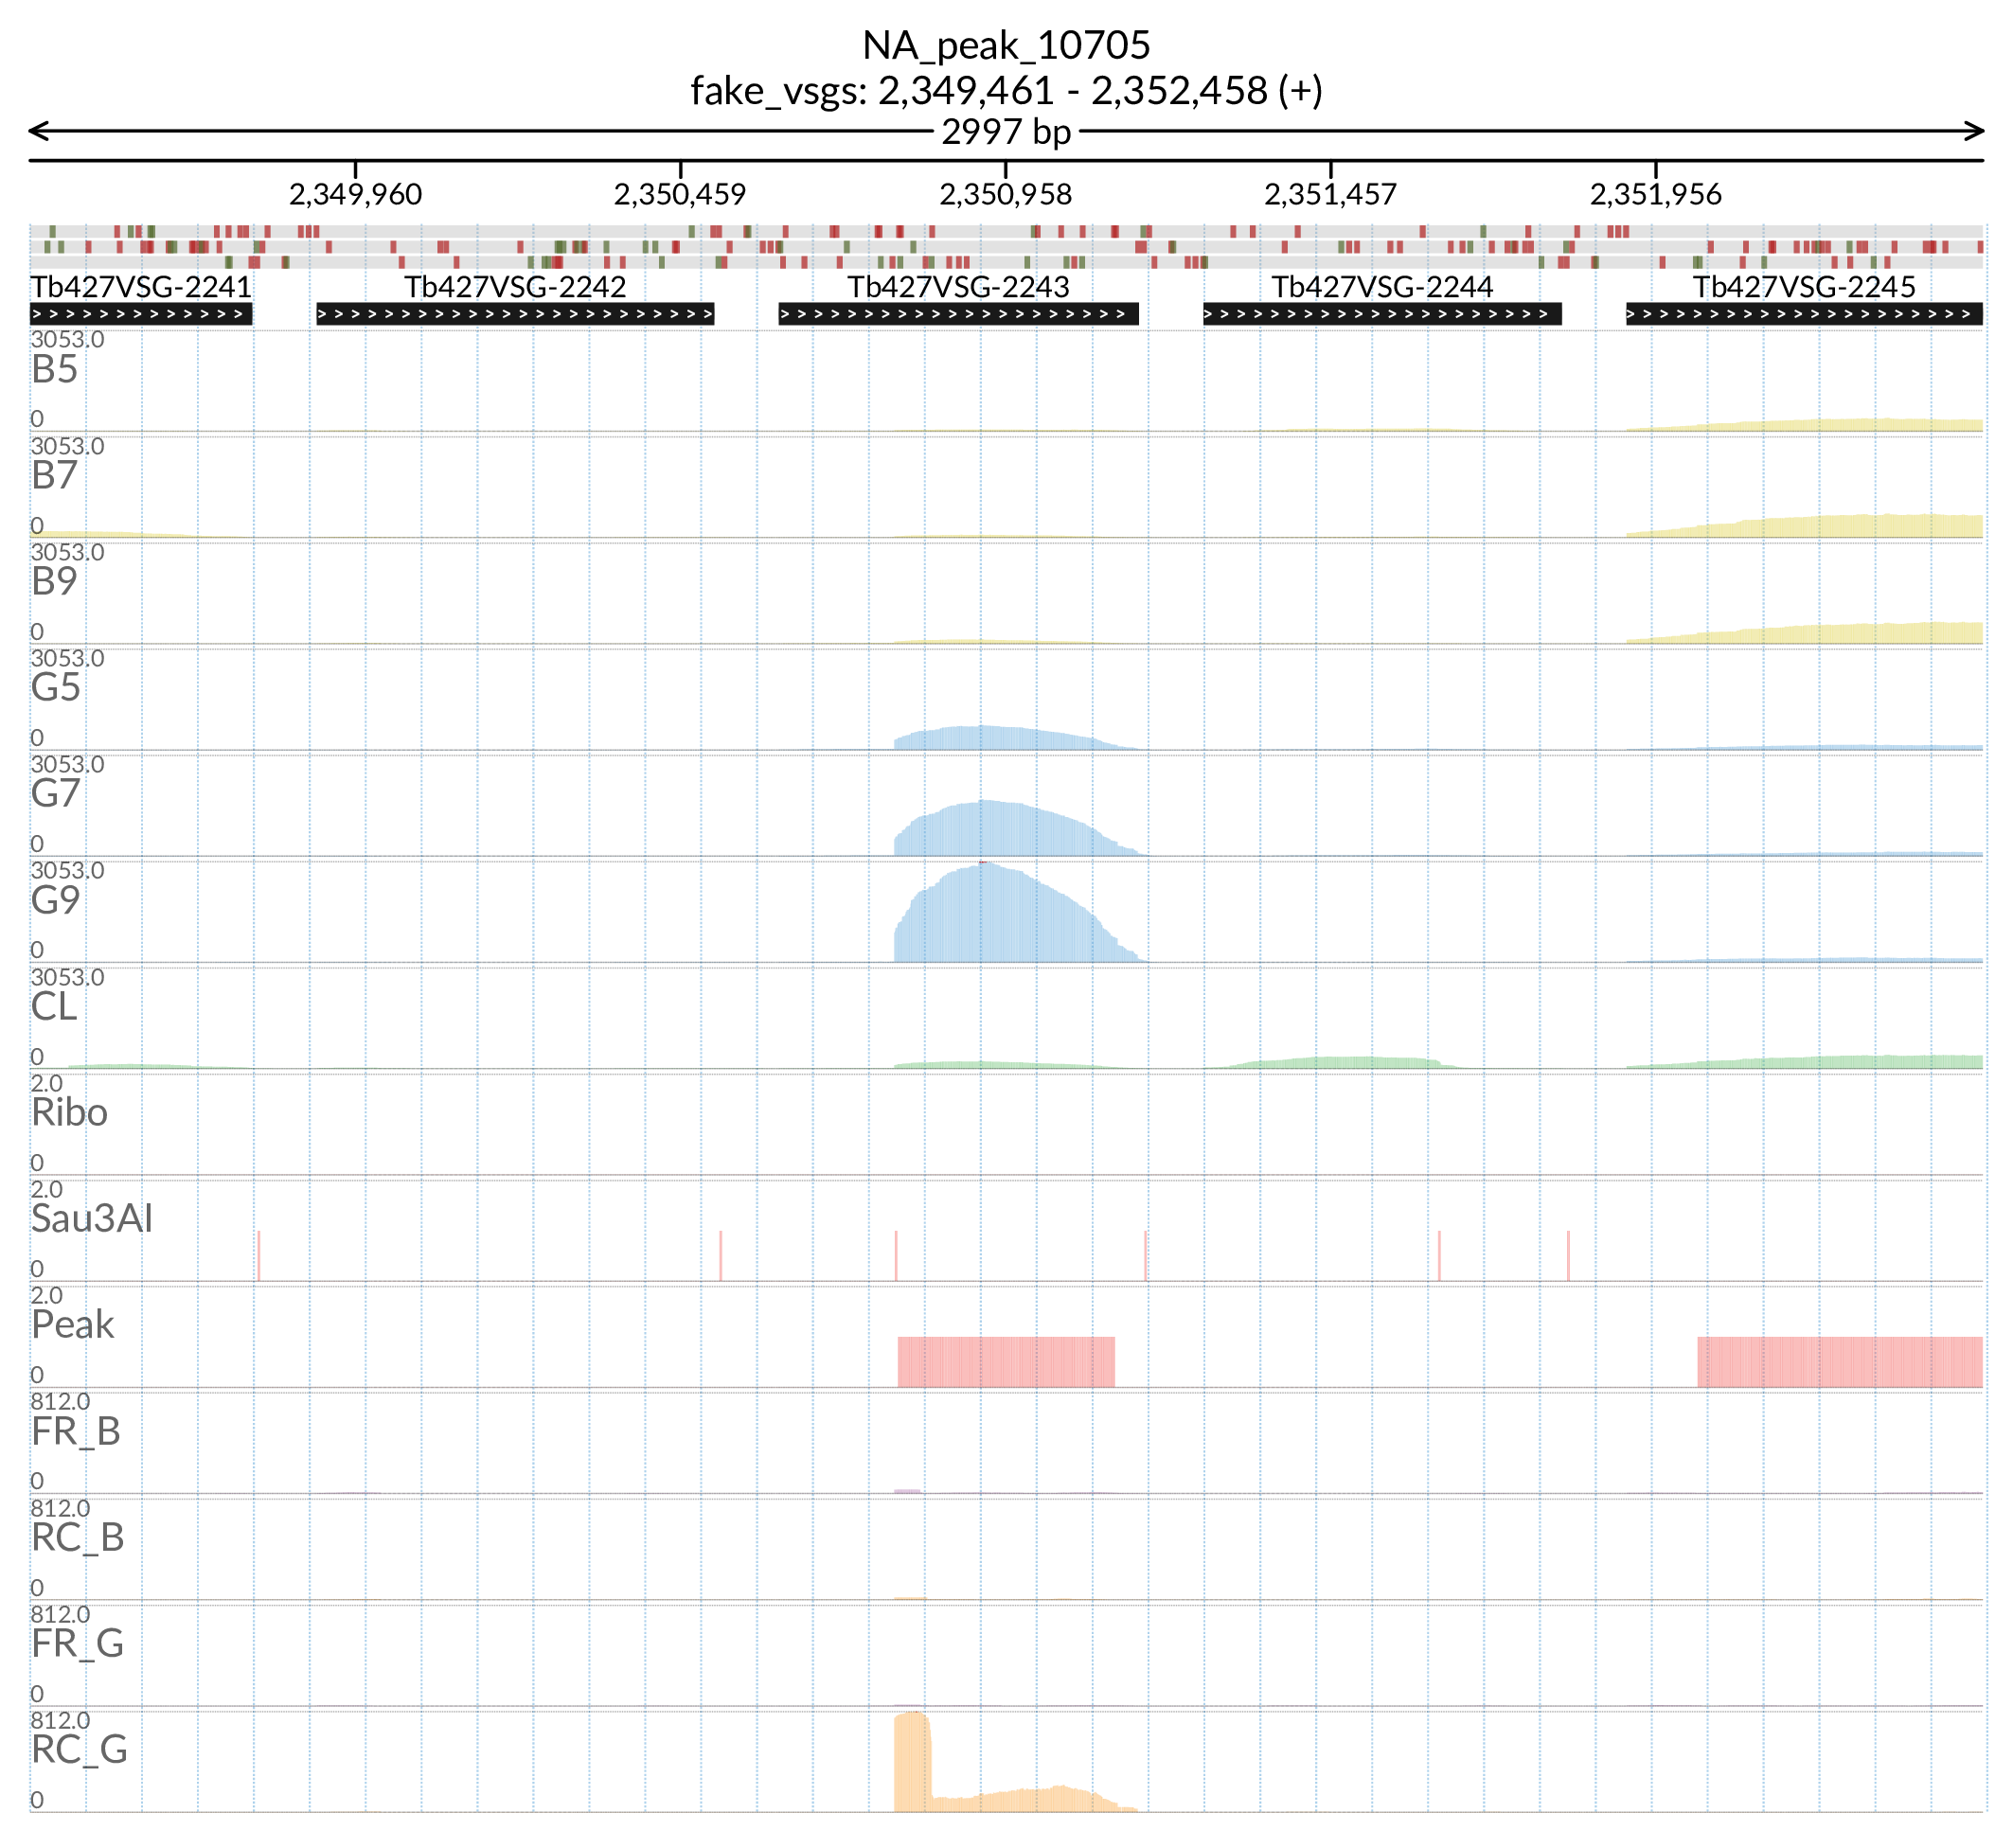 NA_peak_10705
fake_vsgs: 2,349,461 - 2,352,458 (+)
2997 bp
2,349,960 2,350,459 2,350,958 2,351,457 2,351,956
Tb427VSG-2241 Tb427VSG-2242 Tb427VSG-2243 Tb427VSG-2244 Tb427VSG-2245
3053.0
B5
0
3053.0
B7
0
3053.0
B9
0
3053.0
G5
0
3053.0
G7
0
3053.0
G9
0
3053.0
CL
0
2.0
Ribo
0
2.0
Sau3AI
0
2.0
Peak
0
812.0
FR_B
0
812.0
RC_B
0
812.0
FR_G
0
812.0
RC_G
0